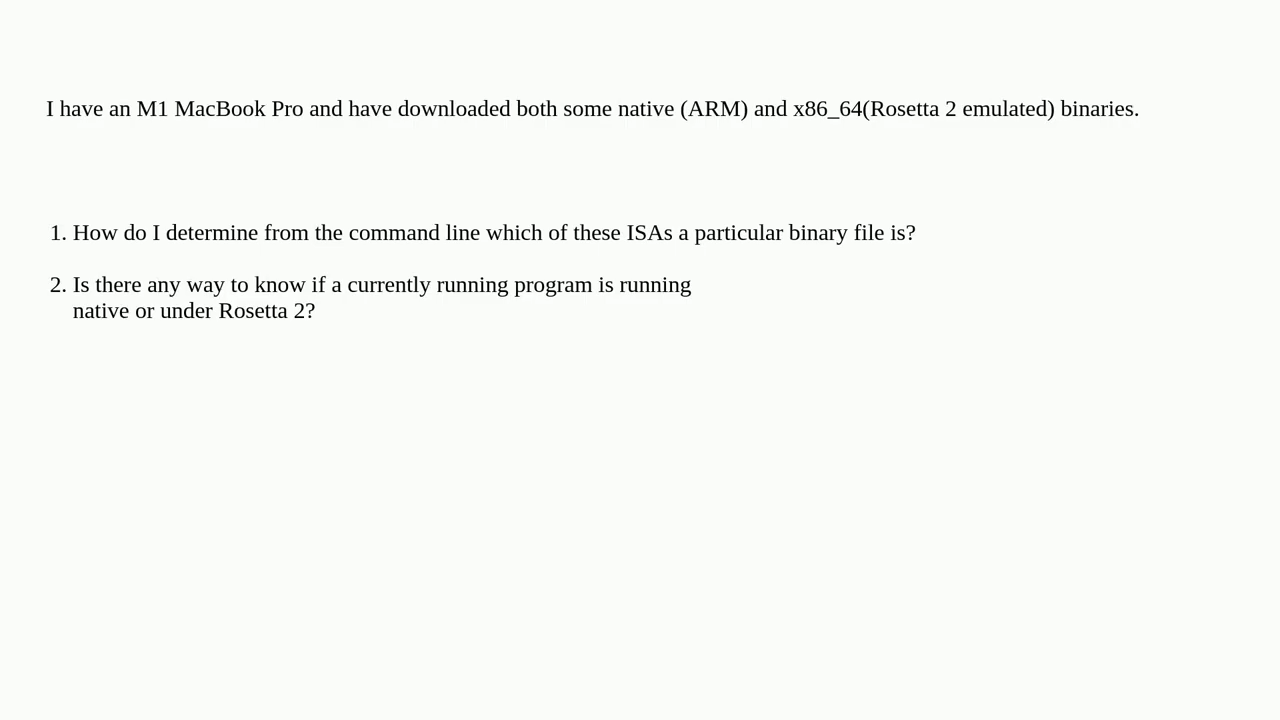 I have an M1 MacBook Pro and have downloaded both some native (ARM) and x86_64(Rosetta 2 emulated) binaries.
1. How do I determine from the command line which of these ISAs a particular binary file is?
2. Is there any way to know if a currently running program is running
native or under Rosetta 2?